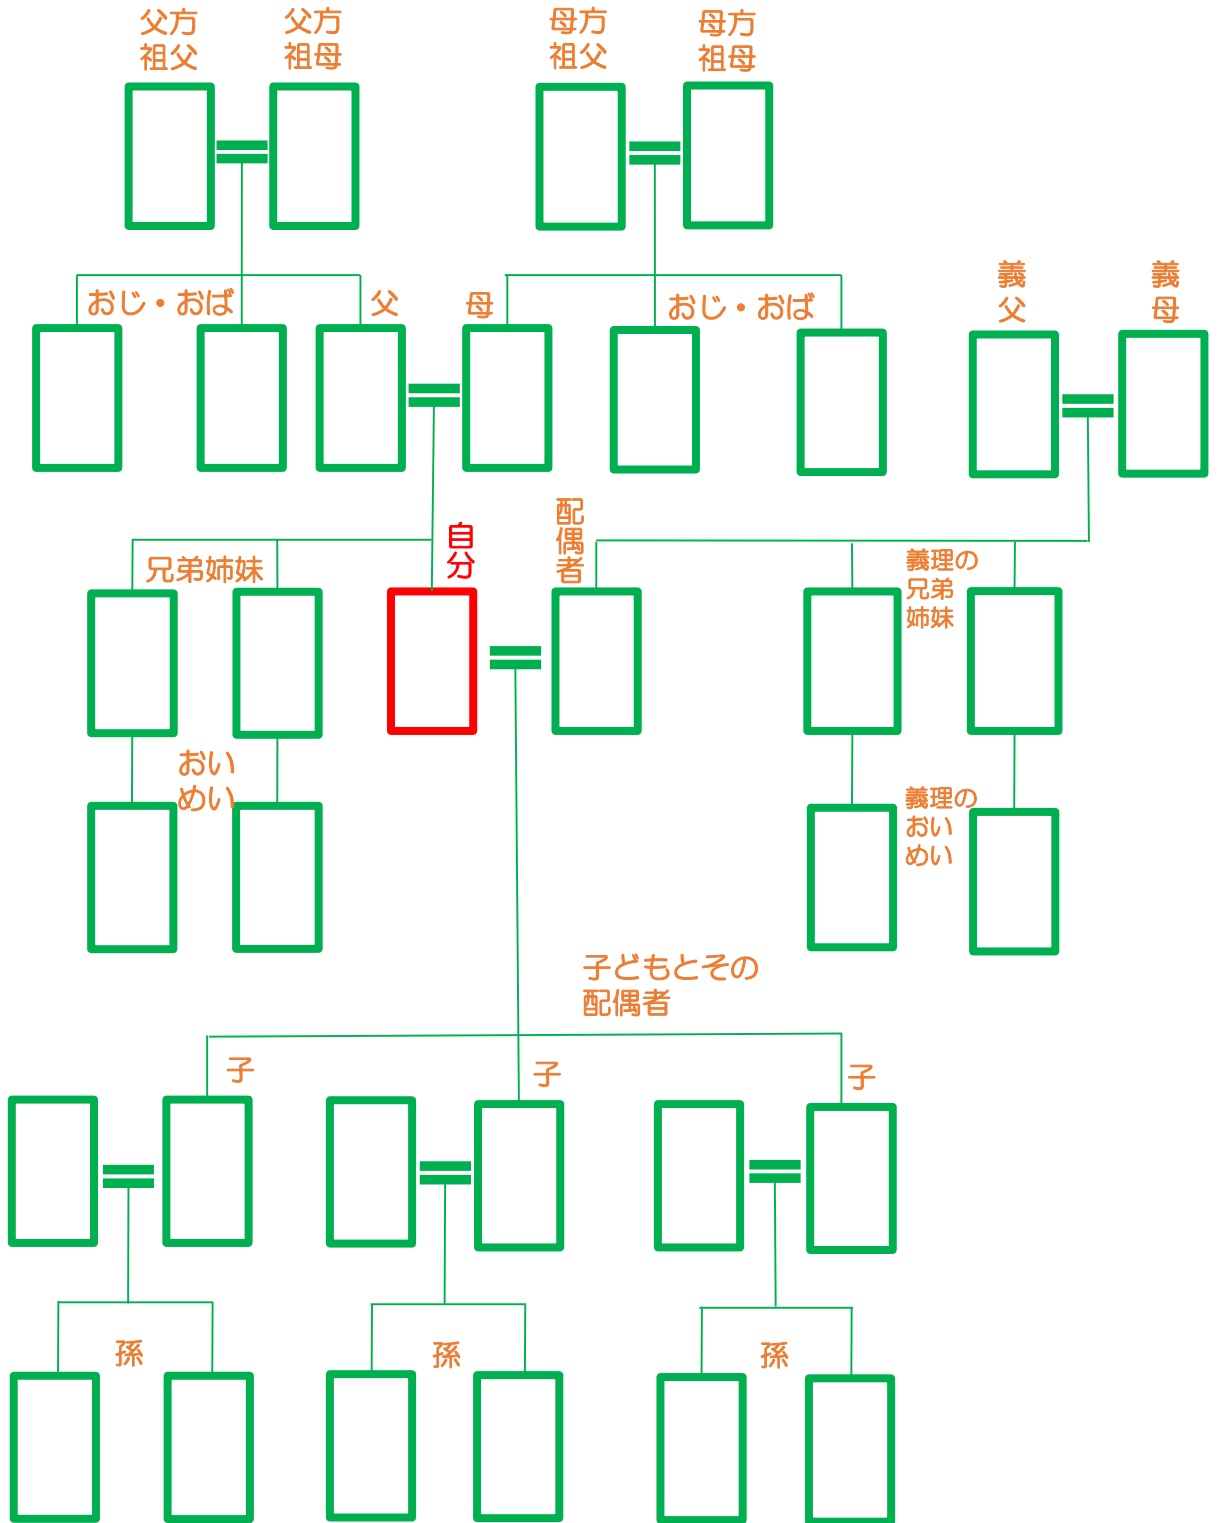 父方
祖父
父方
祖母
母方
祖父
母方
祖母
おじ・おば
父
母
おじ・おば
義
父
義
母
兄弟姉妹
自
分
配
偶
者
義理の
兄弟
姉妹
おい
めい
義理の
おい
めい
子どもとその
配偶者
子
子
子
孫
孫
孫